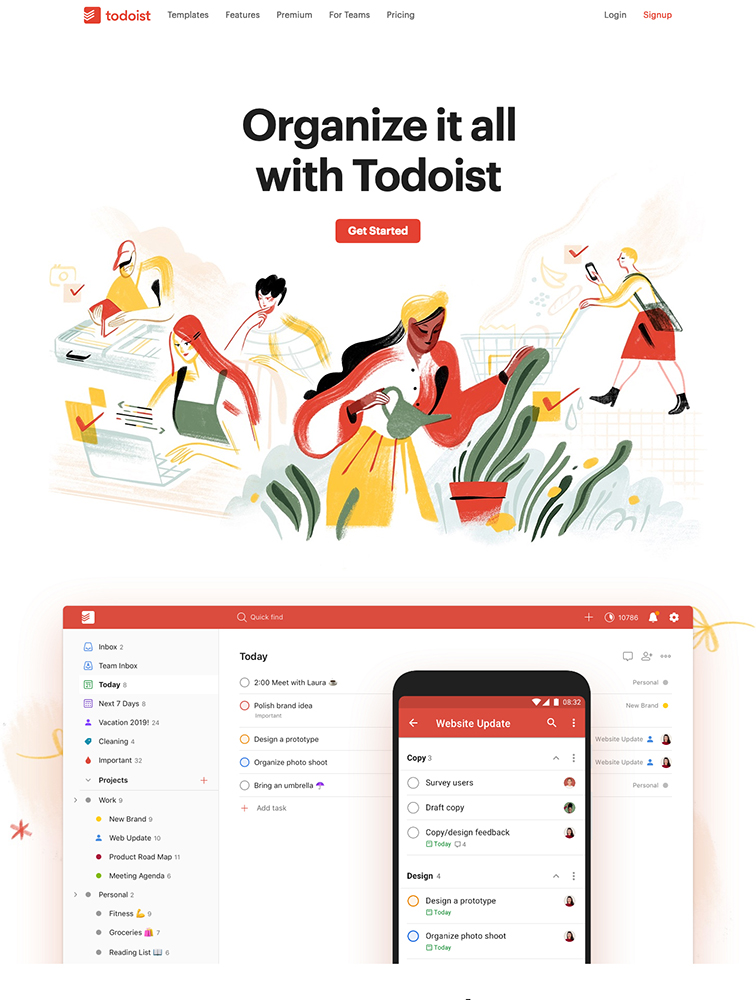 todoist Templates Features Premium For Teams Pricing Login Signup
Organize it all
with Todoist
Get Started
Quick find 10786
Inbox 2
Team Inbox
Today 8
Next 7 Days 8
Vacation 2019! 24
Cleaning 4
Important 32
Projects
Work 9
New Brand 9
Web Update 10
Product Road Map 11
Meeting Agenda 6
Personal 2
Fitness 💪 9
Groceries 🛍️ 7
Reading List 📖 6
Today
2:00 Meet with Laura ☕ Personal
Polish brand idea New Brand
Important
Design a prototype Website Update
Organize photo shoot Website Update
Bring an umbrella ☂️ Personal
Add task
08:32
Website Update
Copy 3
Survey users
Draft copy
Copy/design feedback
Today 4
Design 4
Design a prototype
Today
Organize photo shoot
Today